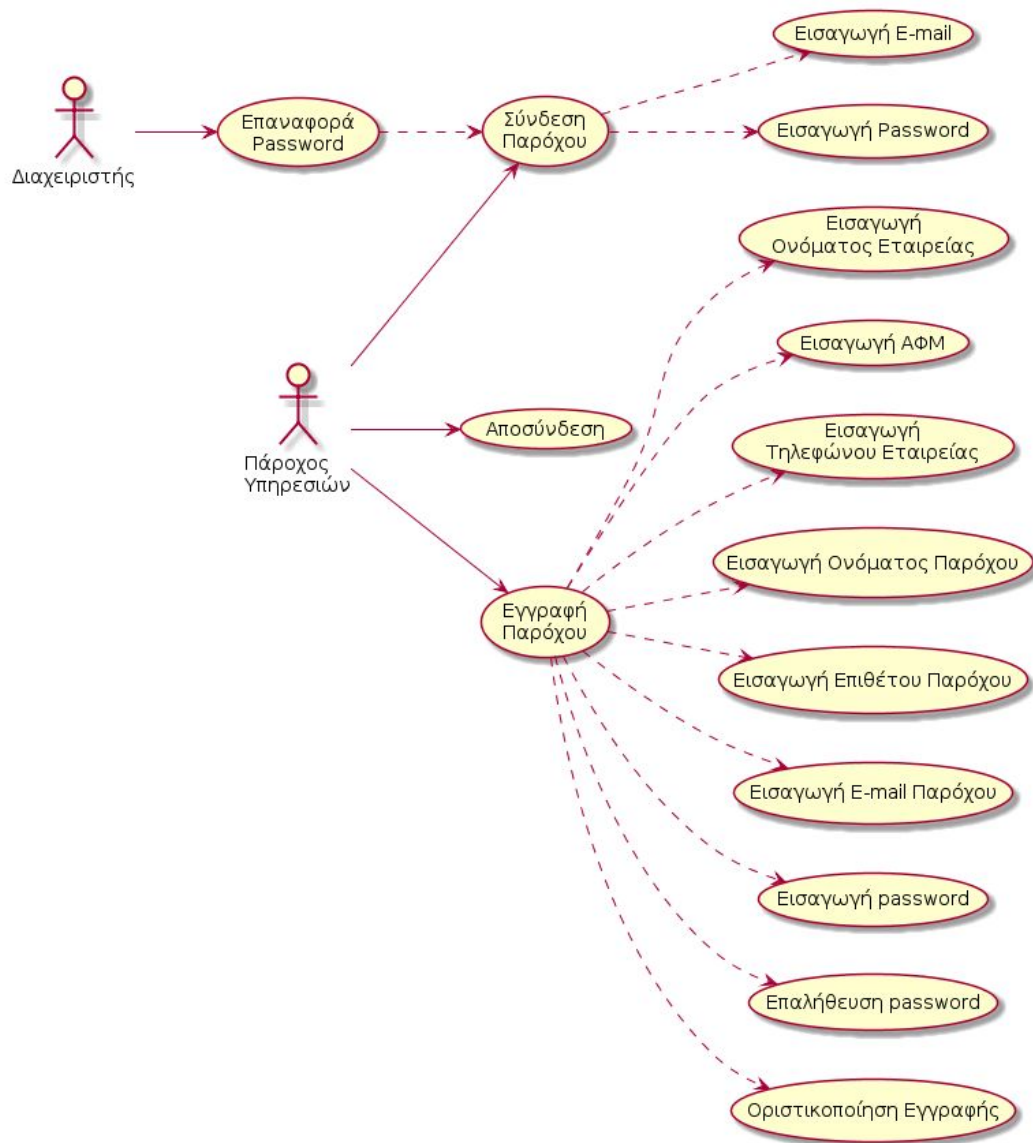 Εισαγωγή E-mail
Διαχειριστής
Επαναφορά
Password
Σύνδεση
Παρόχου
Εισαγωγή Password
Εισαγωγή
Ονόματος Εταιρείας
Εισαγωγή ΑΦΜ
Πάροχος
Υπηρεσιών
Αποσύνδεση
Εισαγωγή
Τηλεφώνου Εταιρείας
Εισαγωγή Ονόματος Παρόχου
Εγγραφή
Παρόχου
Εισαγωγή Επιθέτου Παρόχου
Εισαγωγή E-mail Παρόχου
Εισαγωγή password
Επαλήθευση password
Οριστικοποίηση Εγγραφής